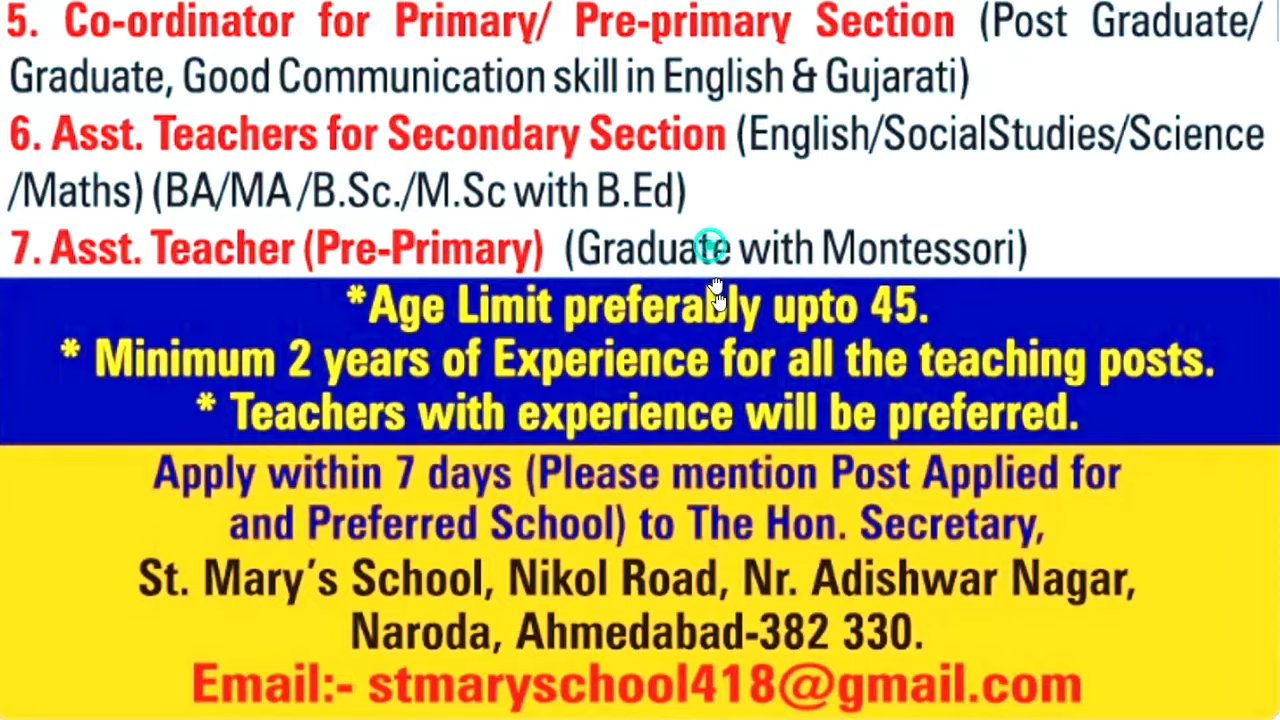 5. Co-ordinator for Primary/ Pre-primary Section (Post Graduate/
Graduate, Good Communication skill in English & Gujarati)
6. Asst. Teachers for Secondary Section (English/SocialStudies/Science
/Maths) (BA/MA /B.Sc./M.Sc with B.Ed)
7. Asst. Teacher (Pre-Primary) (Graduate with Montessori)
*Age Limit preferably upto 45.
* Minimum 2 years of Experience for all the teaching posts.
* Teachers with experience will be preferred.
Apply within 7 days (Please mention Post Applied for
and Preferred School) to The Hon. Secretary,
St. Mary's School, Nikol Road, Nr. Adishwar Nagar,
Naroda, Ahmedabad-382 330.
Email:- stmaryschool418@gmail.com